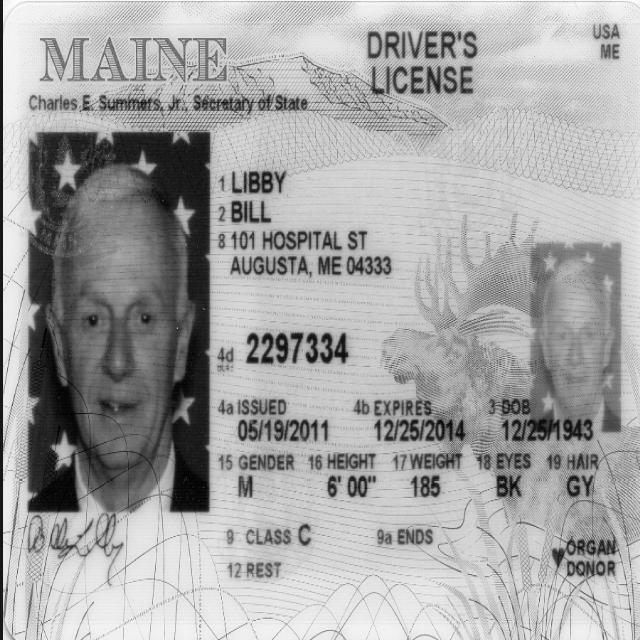 MAINE
DRIVER'S
LICENSE
USA
ME
Charles E. Summers, Jr., Secretary of State
1 LIBBY
2 BILL
8 101 HOSPITAL ST
AUGUSTA, ME 04333
4d 2297334
4a ISSUED 4b EXPIRES 3 DOB
05/19/2011 12/25/2014 12/25/1943
15 GENDER 16 HEIGHT 17 WEIGHT 18 EYES 19 HAIR
M 6' 00" 185 BK GY
9 CLASS C 9a ENDS
12 REST
ORGAN
DONOR